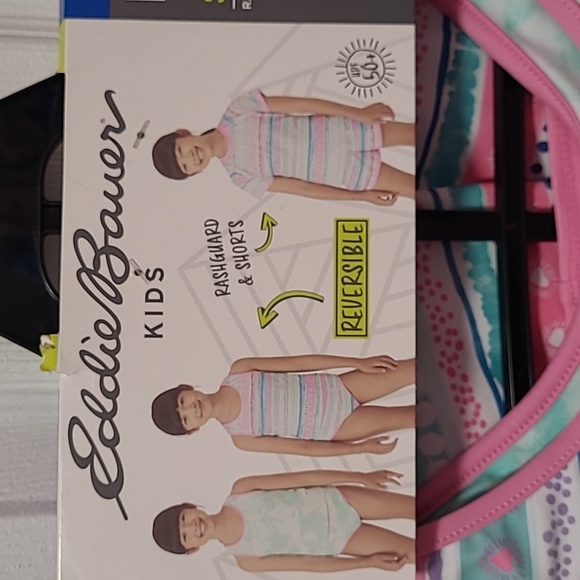 Eddie Bauer
KIDS
UPF
50+
RASHGUARD
& SHORTS
REVERSIBLE